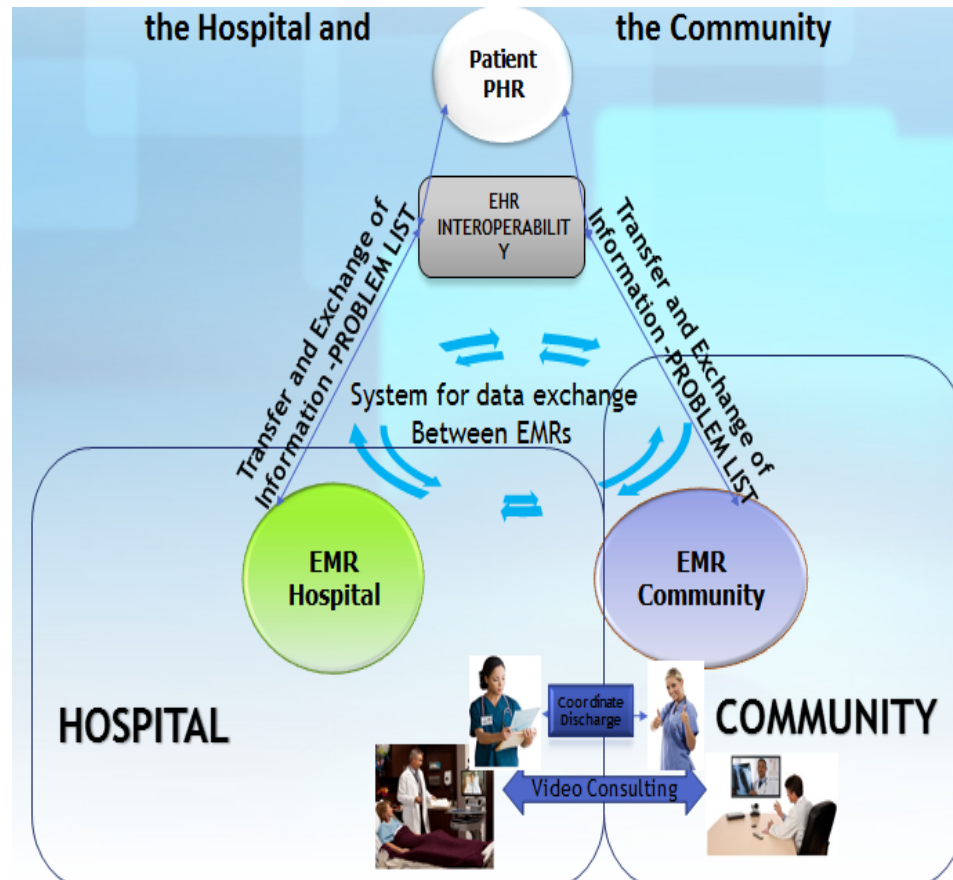 the Hospital and the Community
Patient
PHR
EHR
INTEROPERABILIT
Y
Transfer and Exchange of
Information -PROBLEM LIST
Transfer and Exchange of
Information -PROBLEM LIST
System for data exchange
Between EMRs
EMR
Hospital
EMR
Community
HOSPITAL
COMMUNITY
Coordinate
Discharge
Video Consulting